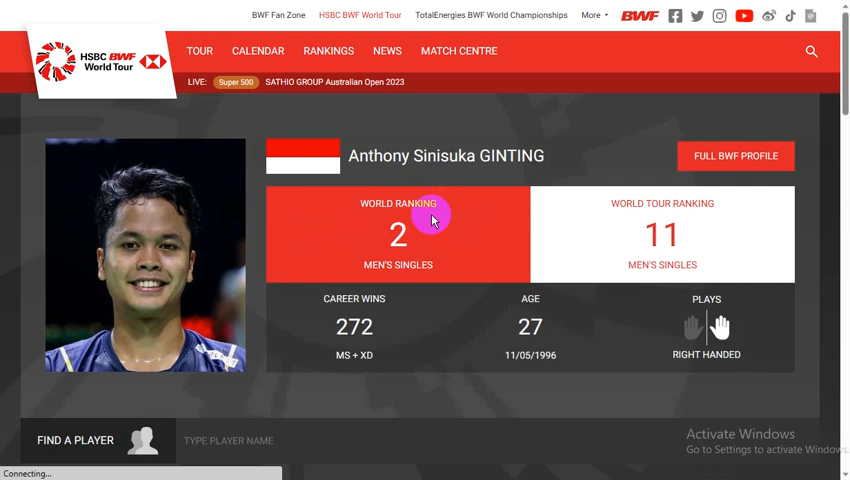 BWF Fan Zone HSBC BWF World Tour TotalEnergies BWF World Championships More BWF
HSBC BWF
World Tour
TOUR CALENDAR RANKINGS NEWS MATCH CENTRE
LIVE: Super 500 SATHIO GROUP Australian Open 2023
Anthony Sinisuka GINTING
FULL BWF PROFILE
WORLD RANKING
2
MEN'S SINGLES
WORLD TOUR RANKING
11
MEN'S SINGLES
CAREER WINS
272
MS + XD
AGE
27
11/05/1996
PLAYS
RIGHT HANDED
FIND A PLAYER TYPE PLAYER NAME
Activate Windows
Go to Settings to activate Windows.
Connecting...